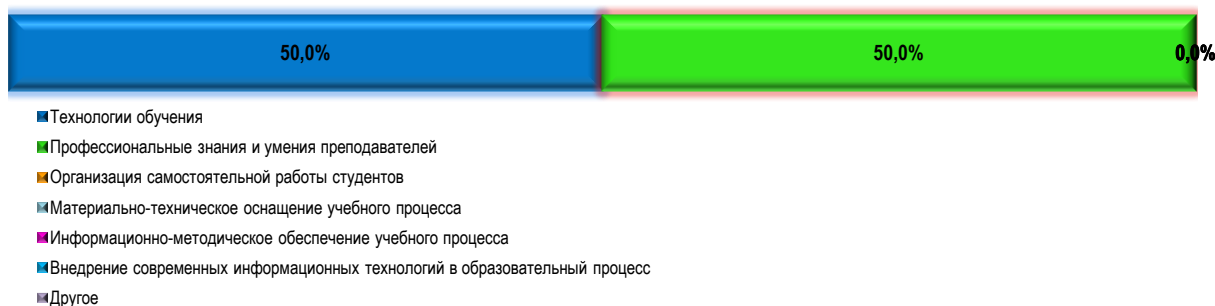 50,0% 50,0% 0,0%
Технологии обучения
Профессиональные знания и умения преподавателей
Организация самостоятельной работы студентов
Материально-техническое оснащение учебного процесса
Информационно-методическое обеспечение учебного процесса
Внедрение современных информационных технологий в образовательный процесс
Другое